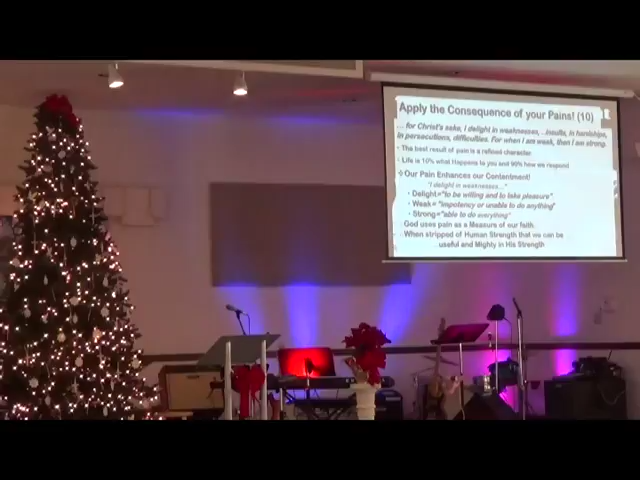 Apply the Consequence of your Pains! (10)
... for Christ's sake, I delight in weaknesses, ..insults, in hardships,
in persecutions, difficulties. For when I am weak, then I am strong.
• The best result of pain is a refined character
• Life is 10% what happens to you and 90% how we respond
❖Our Pain Enhances our Contentment!
"I delight in weaknesses..."
• Delight="to be willing and to take pleasure"
• Weak= "impotency or unable to do anything"
• Strong="able to do everything"
God uses pain as a Measure of our faith.
When stripped of Human Strength that we can be
useful and Mighty in His Strength